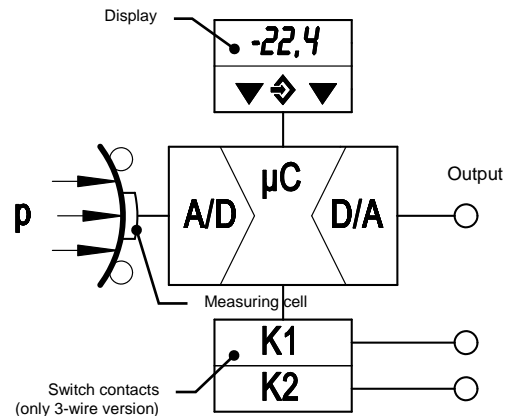 Display
-22,4
µC
Output
A/D
D/A
p
Measuring cell
K1
Switch contacts
(only 3-wire version)
K2